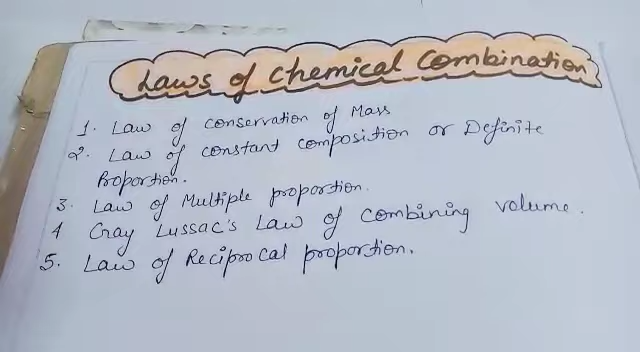 Laws of Chemical Combination
1. Law of conservation of Mass
2. Law of constant composition or Definite
Proportion.
3. Law of Multiple proportion.
4 Gray Lussac's Law of Combining volume.
5. Law of Reciprocal proportion.